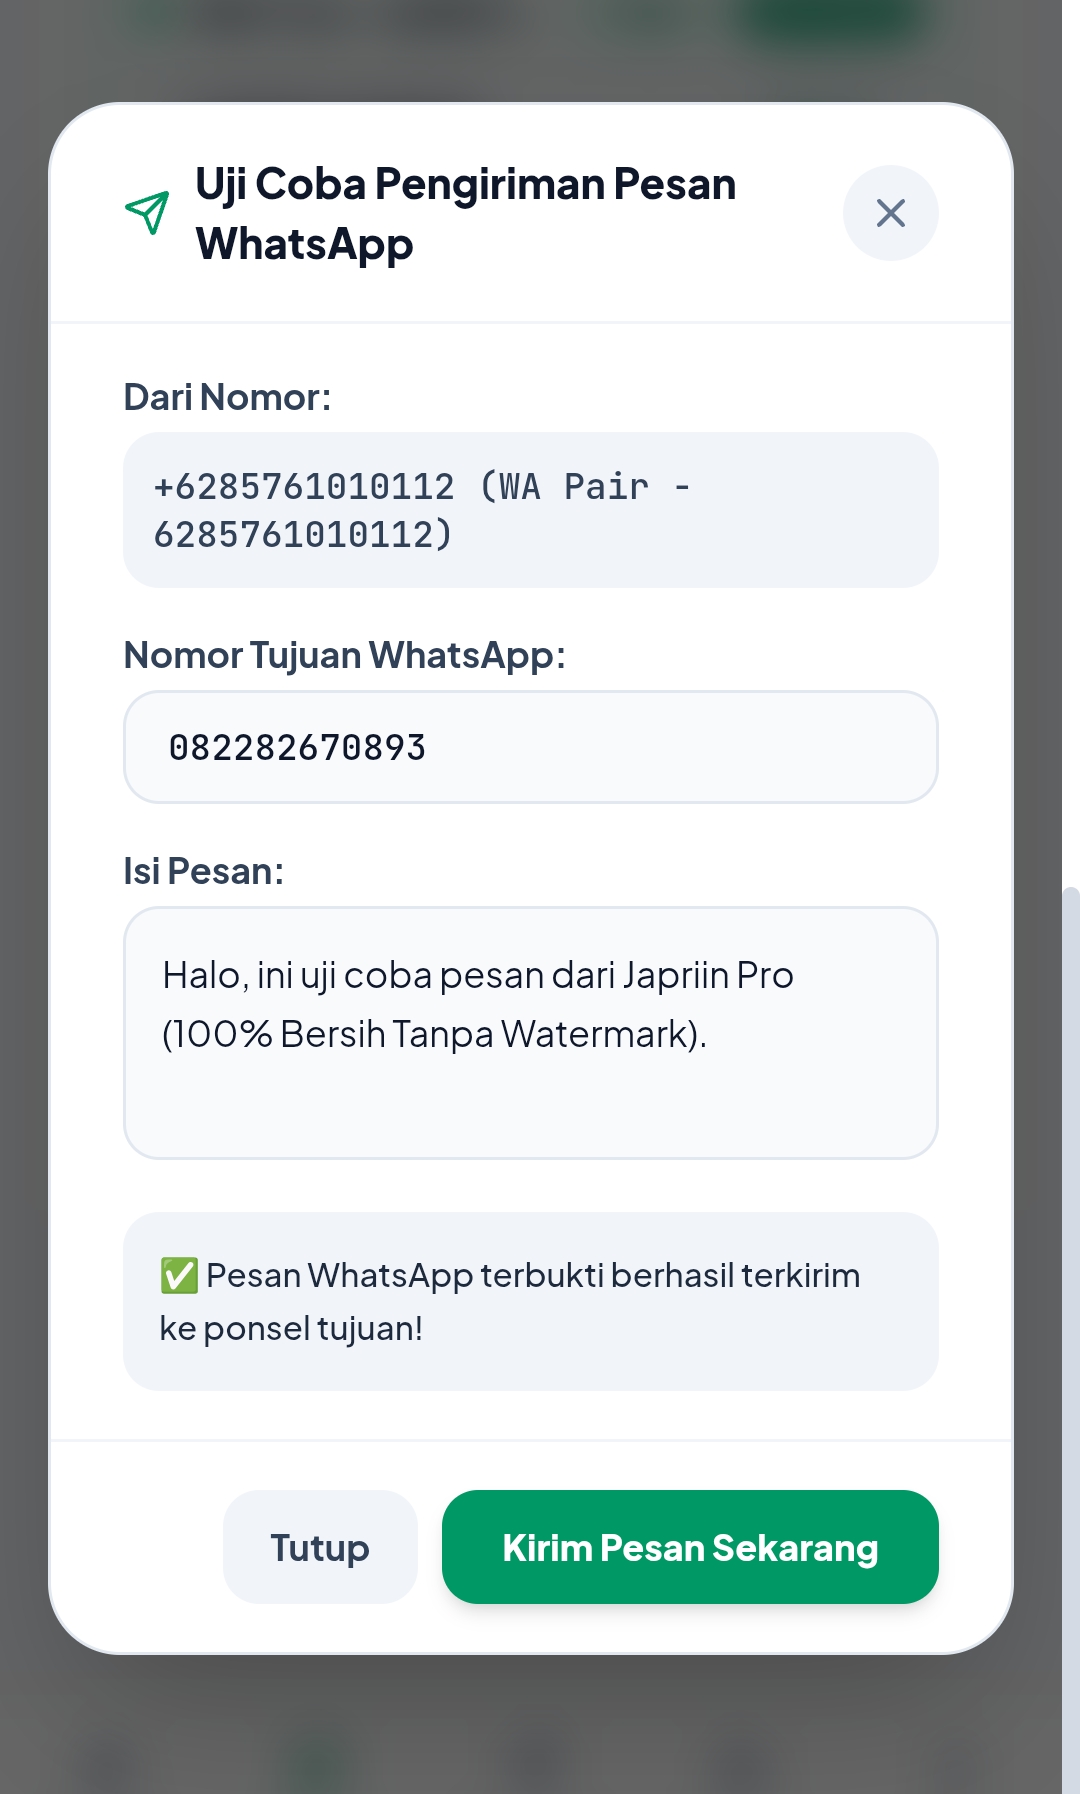 Uji Coba Pengiriman Pesan
WhatsApp
Dari Nomor:
+6285761010112 (WA Pair -
6285761010112)
Nomor Tujuan WhatsApp:
082282670893
Isi Pesan:
Halo, ini uji coba pesan dari Japriin Pro
(100% Bersih Tanpa Watermark).
✅ Pesan WhatsApp terbukti berhasil terkirim
ke ponsel tujuan!
Tutup
Kirim Pesan Sekarang